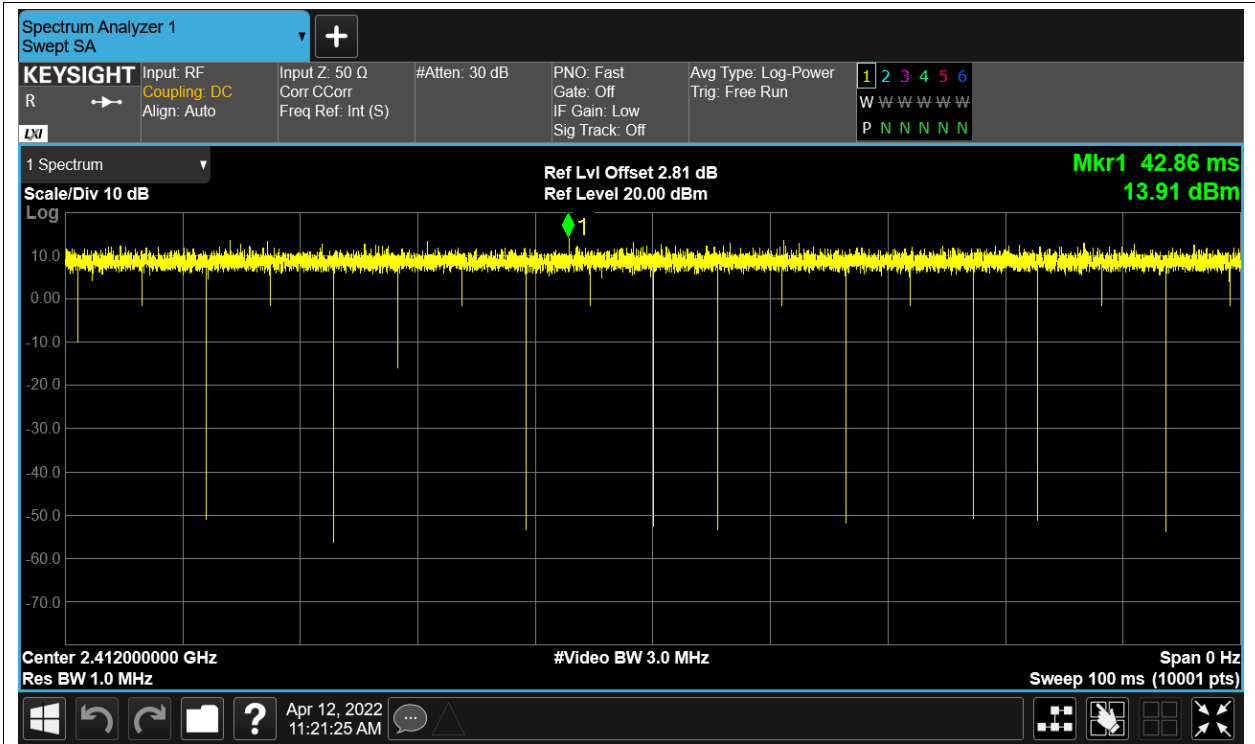 Spectrum Analyzer 1
Swept SA
KEYSIGHT
R
LXI
Input: RF
Coupling: DC
Align: Auto
Input Z: 50 Ω
Corr CCorr
Freq Ref: Int (S)
#Atten: 30 dB
PNO: Fast
Gate: Off
IF Gain: Low
Sig Track: Off
Avg Type: Log-Power
Trig: Free Run
1 2 3 4 5 6
W W W W W W
P N N N N N
1 Spectrum
Scale/Div 10 dB
Ref Lvl Offset 2.81 dB
Ref Level 20.00 dBm
Mkr1 42.86 ms
13.91 dBm
Log
1
10.0
0.00
-10.0
-20.0
-30.0
-40.0
-50.0
-60.0
-70.0
Center 2.412000000 GHz
#Video BW 3.0 MHz
Span 0 Hz
Res BW 1.0 MHz
Sweep 100 ms (10001 pts)
?
Apr 12, 2022
11:21:25 AM